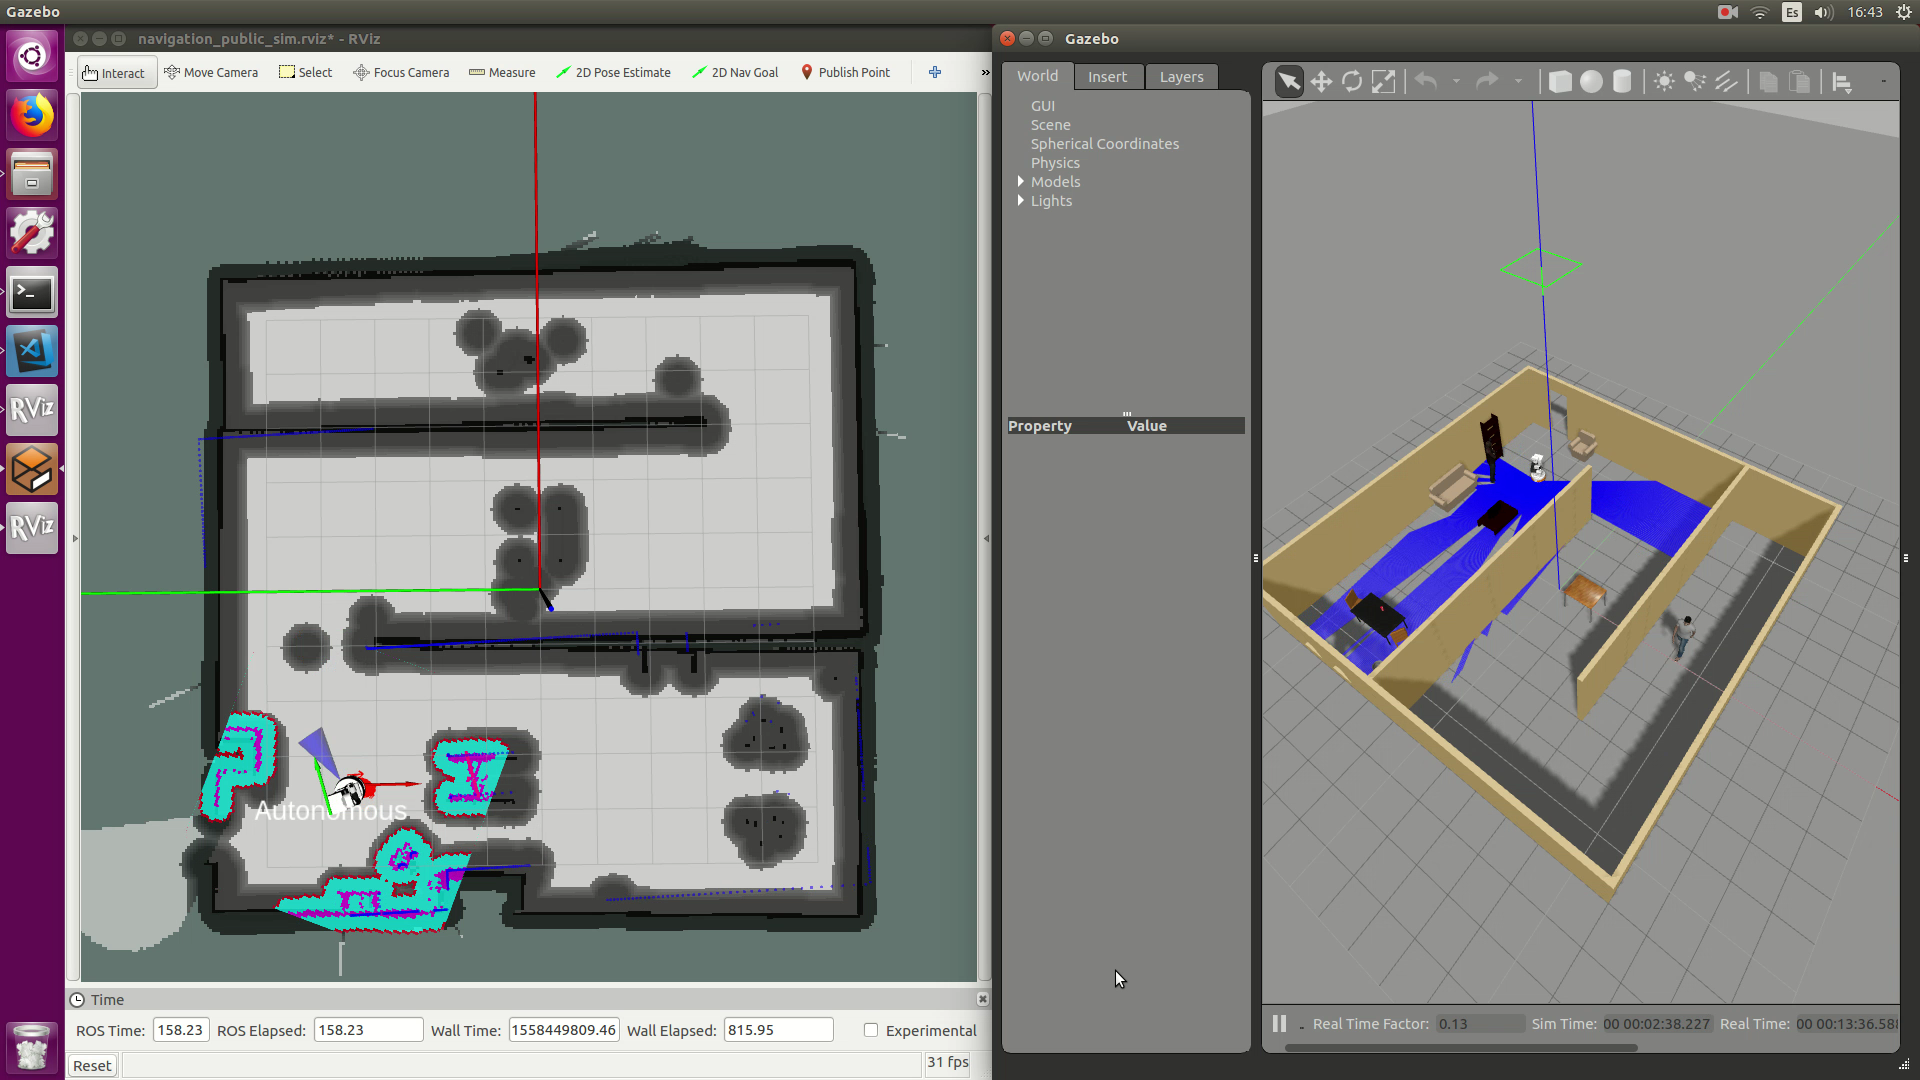 Gazebo
Es
16:43
navigation_public_sim.rviz* - RViz
Interact
Move Camera
Select
Focus Camera
Measure
2D Pose Estimate
2D Nav Goal
Publish Point
»
Autonomous
Time
ROS Time: 158.23
ROS Elapsed: 158.23
Wall Time: 1558449809.46
Wall Elapsed: 815.95
Experimental
Reset
31 fps
RViz
RViz
Gazebo
World
Insert
Layers
GUI
Scene
Spherical Coordinates
Physics
Models
Lights
Property
Value
Real Time Factor: 0.13
Sim Time: 00 00:02:38.227
Real Time: 00 00:13:36.58